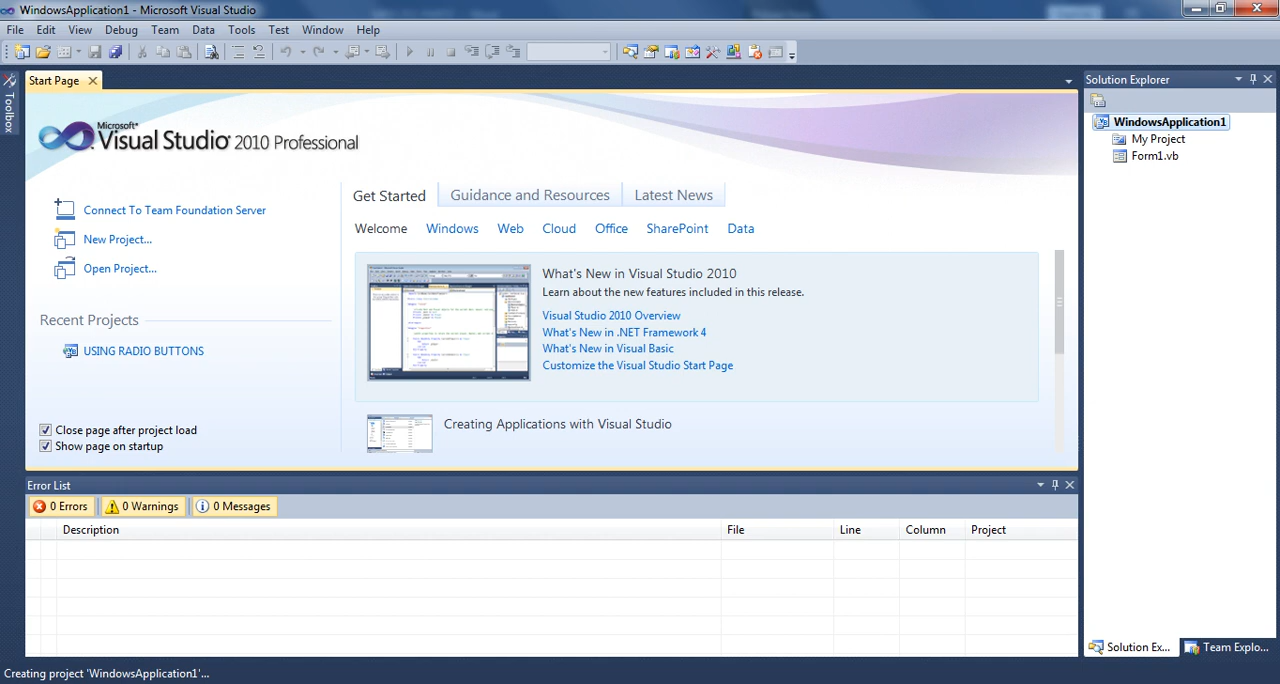 WindowsApplication1 - Microsoft Visual Studio
File Edit View Debug Team Data Tools Test Window Help
Toolbox
Start Page
Microsoft®
Visual Studio® 2010 Professional
Connect To Team Foundation Server
New Project...
Open Project...
Recent Projects
USING RADIO BUTTONS
Close page after project load
Show page on startup
Get Started Guidance and Resources Latest News
Welcome Windows Web Cloud Office SharePoint Data
What's New in Visual Studio 2010
Learn about the new features included in this release.
Visual Studio 2010 Overview
What's New in .NET Framework 4
What's New in Visual Basic
Customize the Visual Studio Start Page
Creating Applications with Visual Studio
Error List
0 Errors 0 Warnings 0 Messages
Description File Line Column Project
Solution Explorer
WindowsApplication1
My Project
Form1.vb
Solution Ex... Team Explo...
Creating project 'WindowsApplication1'...